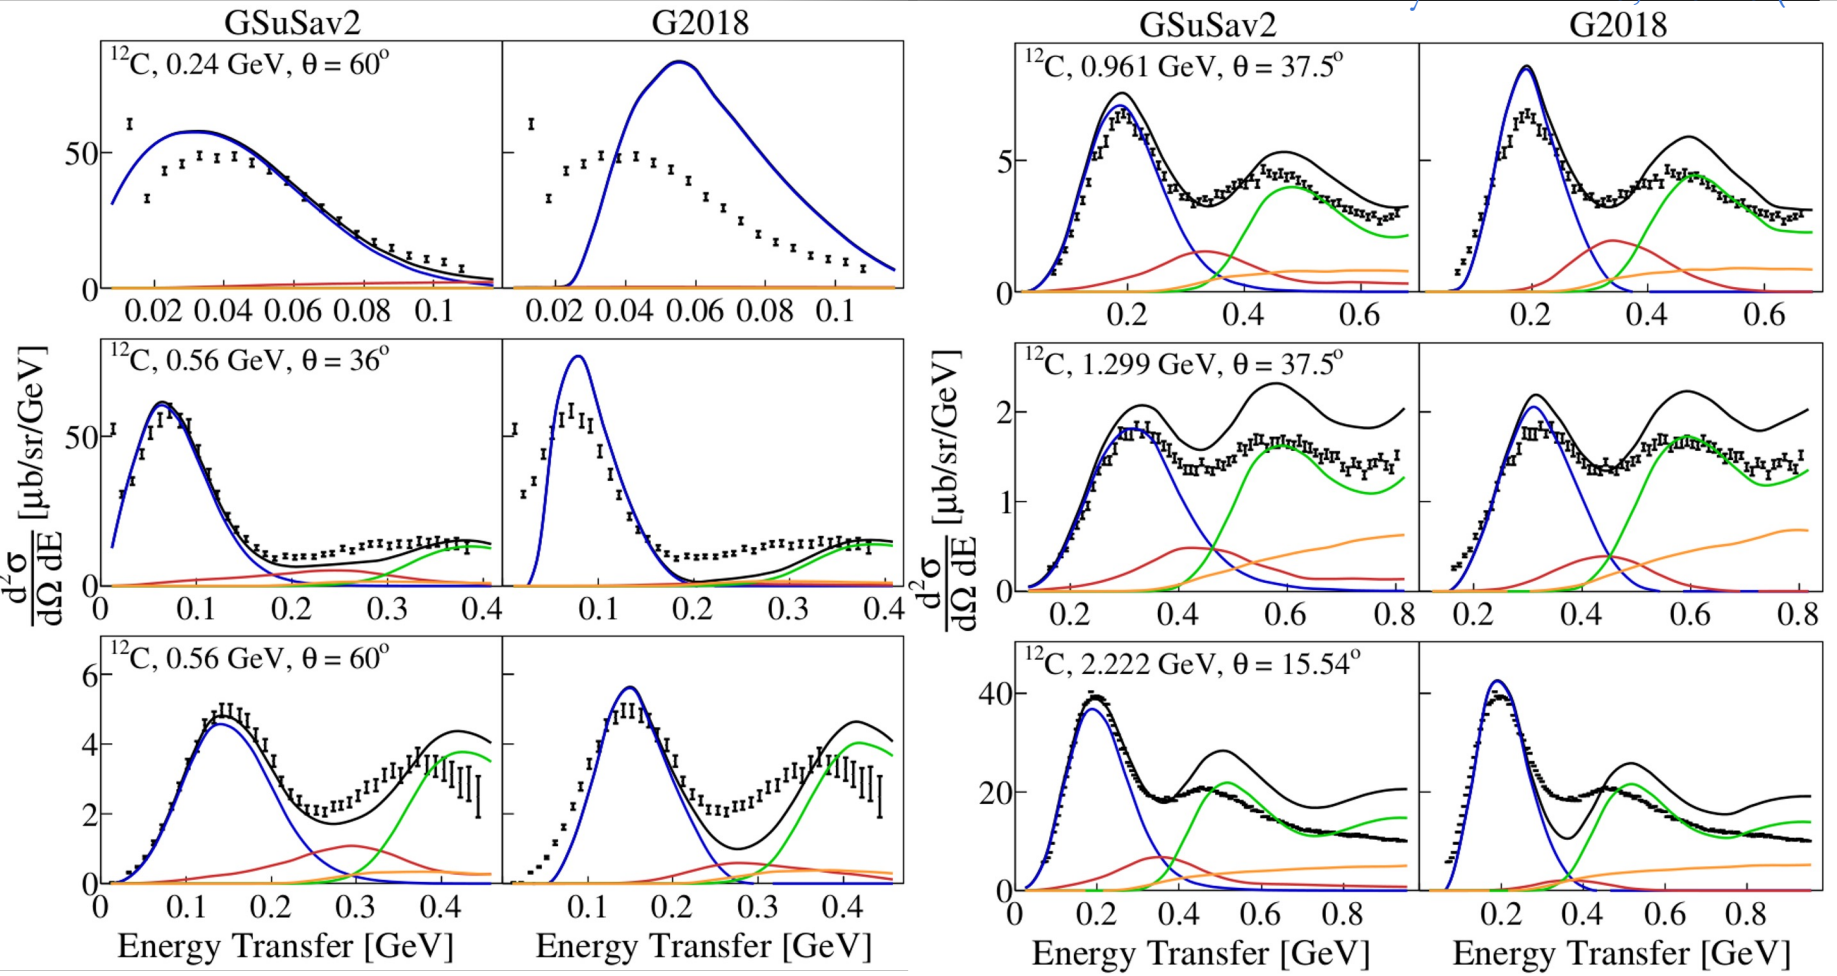 GSuSav2 G2018
¹²C, 0.24 GeV, θ = 60°
50
0
0.02 0.04 0.06 0.08 0.1
0.02 0.04 0.06 0.08 0.1
¹²C, 0.56 GeV, θ = 36°
50
0
0 0.1 0.2 0.3 0.4
0.1 0.2 0.3 0.4
¹²C, 0.56 GeV, θ = 60°
6
4
2
0
0 0.1 0.2 0.3 0.4
0.1 0.2 0.3 0.4
Energy Transfer [GeV] Energy Transfer [GeV]
d²σ
dΩ dE [μb/sr/GeV]
GSuSav2 G2018
¹²C, 0.961 GeV, θ = 37.5°
5
0
0.2 0.4 0.6
0.2 0.4 0.6
¹²C, 1.299 GeV, θ = 37.5°
2
1
0
0.2 0.4 0.6 0.8
0.2 0.4 0.6 0.8
¹²C, 2.222 GeV, θ = 15.54°
40
20
0
0 0.2 0.4 0.6 0.8
0.2 0.4 0.6 0.8
Energy Transfer [GeV] Energy Transfer [GeV]
d²σ
dΩ dE [μb/sr/GeV]